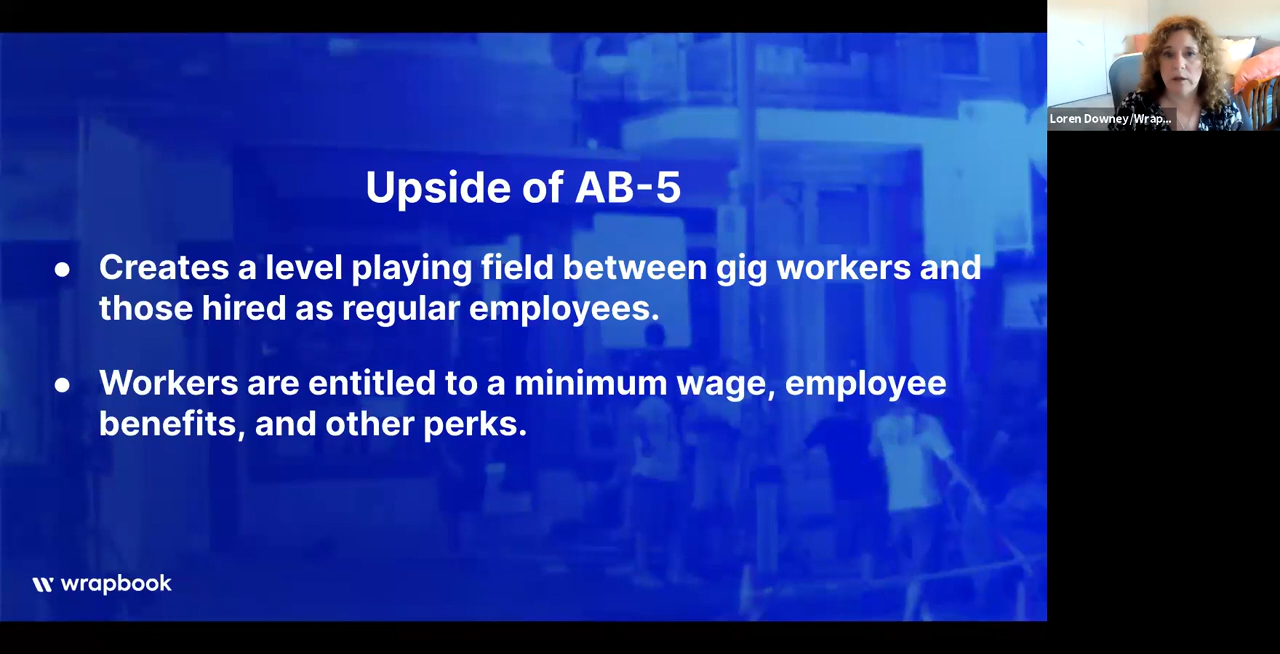 Upside of AB-5
● Creates a level playing field between gig workers and
those hired as regular employees.
● Workers are entitled to a minimum wage, employee
benefits, and other perks.
wrapbook
Loren Downey/Wrap...